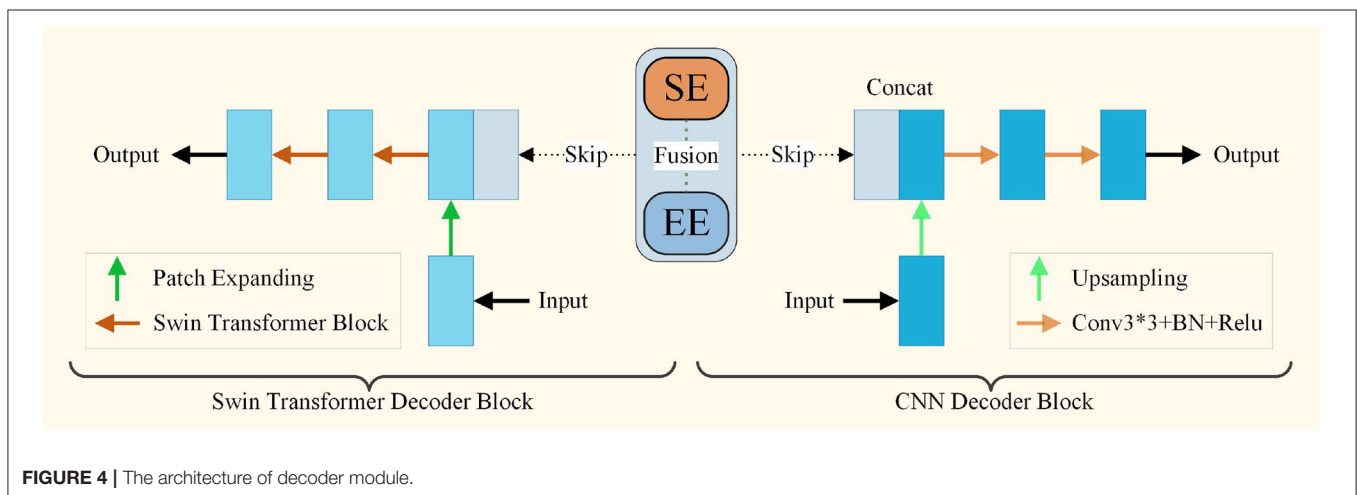 SE
Fusion
EE
Concat
Output
Skip
Skip
Output
Patch Expanding
Swin Transformer Block
Input
Input
Upsampling
Conv3*3+BN+Relu
Swin Transformer Decoder Block
CNN Decoder Block
FIGURE 4 | The architecture of decoder module.